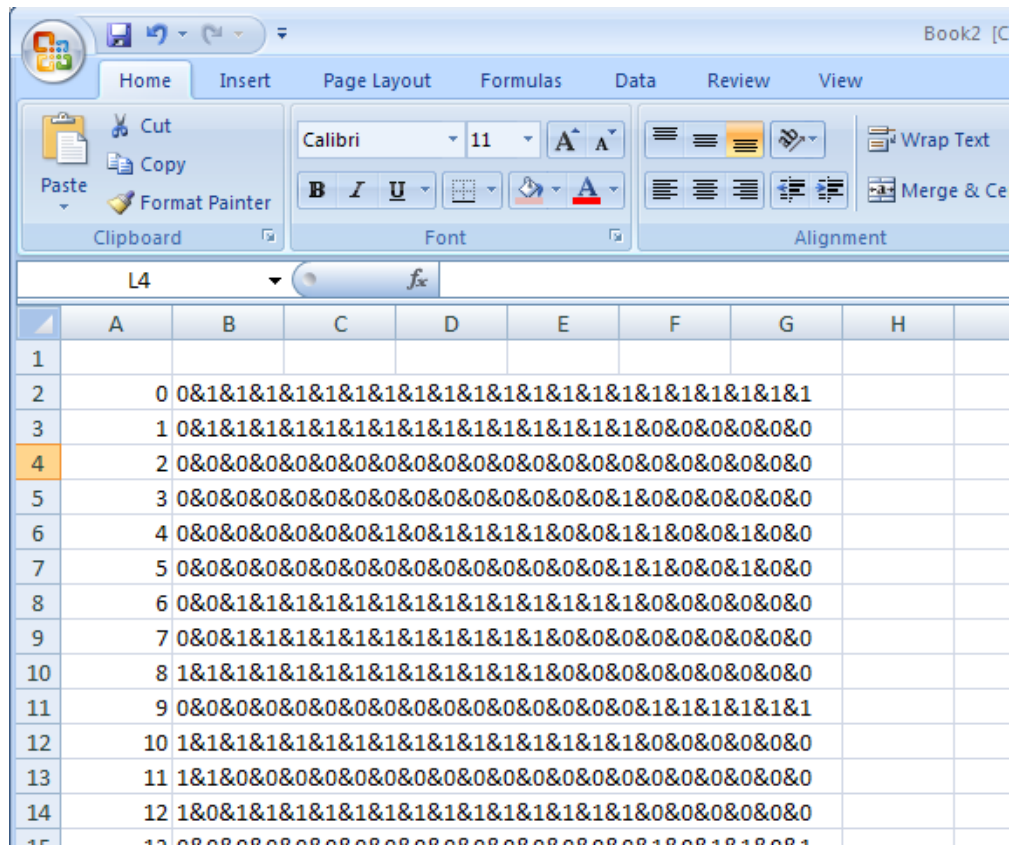 Book2 [C
Home Insert Page Layout Formulas Data Review View
Cut
Copy
Format Painter
Paste
Calibri 11
B I U A
Wrap Text
Merge & Ce
Clipboard Font Alignment
L4 fx
A B C D E F G H
1
2 0 0&1&1&1&1&1&1&1&1&1&1&1&1&1&1&1&1&1&1&1&1&1&1
3 1 0&1&1&1&1&1&1&1&1&1&1&1&1&1&1&1&1&0&0&0&0&0&0
4 2 0&0&0&0&0&0&0&0&0&0&0&0&0&0&0&0&0&0&0&0&0&0&0
5 3 0&0&0&0&0&0&0&0&0&0&0&0&0&0&0&0&1&0&0&0&0&0&0
6 4 0&0&0&0&0&0&0&0&1&0&1&1&1&1&0&0&1&1&0&0&1&0&0
7 5 0&0&0&0&0&0&0&0&0&0&0&0&0&0&0&0&1&1&0&0&1&0&0
8 6 0&0&1&1&1&1&1&1&1&1&1&1&1&1&1&1&1&0&0&0&0&0&0
9 7 0&0&1&1&1&1&1&1&1&1&1&1&1&1&0&0&0&0&0&0&0&0&0
10 8 1&1&1&1&1&1&1&1&1&1&1&1&1&1&0&0&0&0&0&0&0&0&0
11 9 0&0&0&0&0&0&0&0&0&0&0&0&0&0&0&0&0&1&1&1&1&1&1
12 10 1&1&1&1&1&1&1&1&1&1&1&1&1&1&1&1&1&0&0&0&0&0&0
13 11 1&1&0&0&0&0&0&0&0&0&0&0&0&0&0&0&0&0&0&0&0&0&0
14 12 1&0&1&1&1&1&1&1&1&1&1&1&1&1&1&1&1&0&0&0&0&0&0